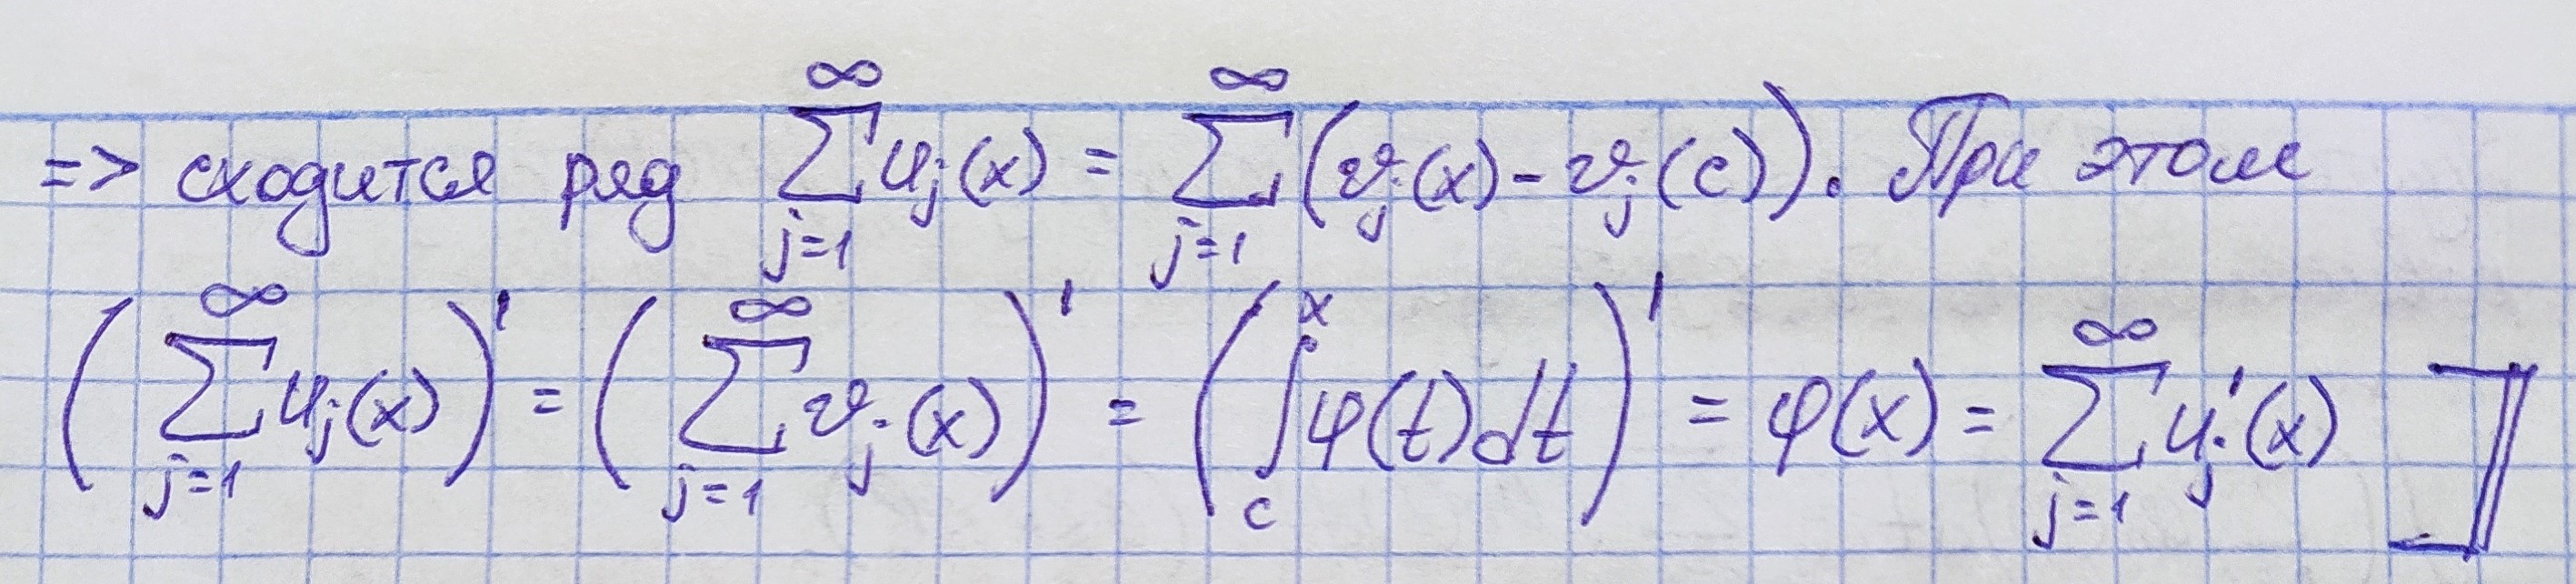 => сходится ряд $\sum_{j=1}^{\infty} u_j(x) = \sum_{j=1}^{\infty} (v_j(x) - v_j(c))$. При этом
$\left(\sum_{j=1}^{\infty} u_j(x)\right)' = \left(\sum_{j=1}^{\infty} v_j(x)\right)' = \left(\int_c^x \varphi(t)dt\right)' = \varphi(x) = \sum_{j=1}^{\infty} u_j'(x)$ ]